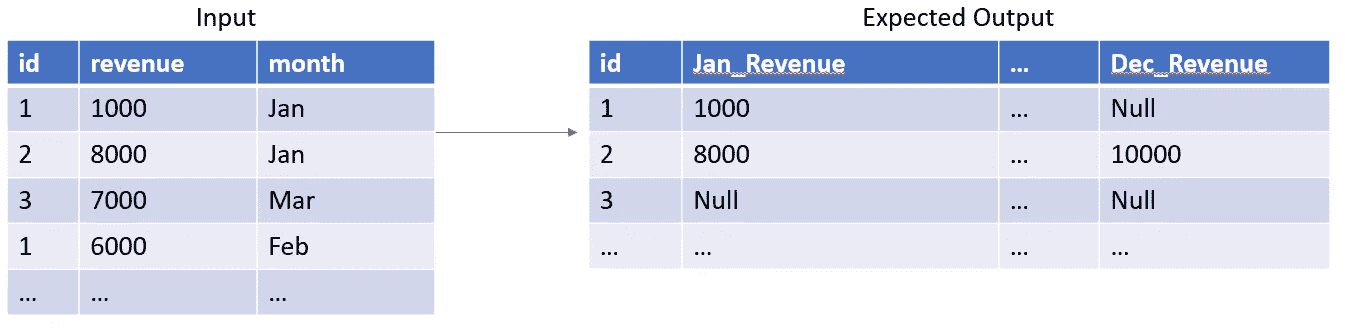 Input
id revenue month
1 1000 Jan
2 8000 Jan
3 7000 Mar
1 6000 Feb
... ... ...
Expected Output
id Jan_Revenue ... Dec_Revenue
1 1000 ... Null
2 8000 ... 10000
3 Null ... Null
... ... ... ...